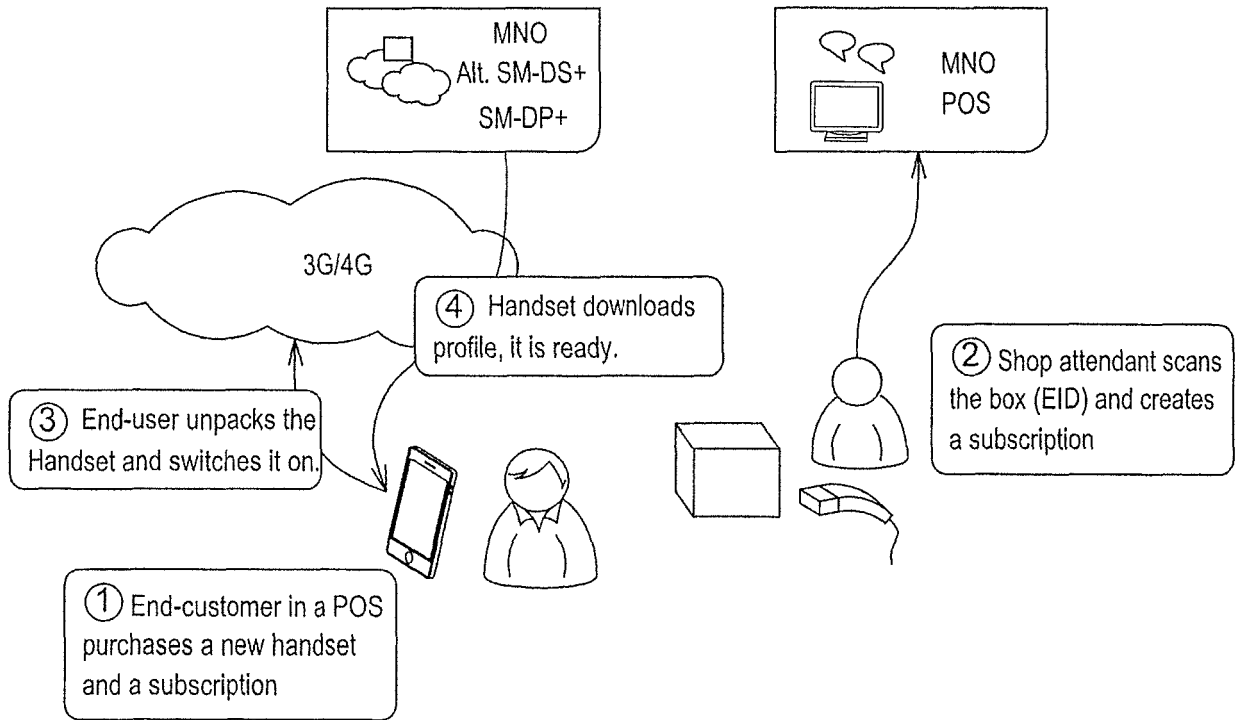 MNO
Alt. SM-DS+
SM-DP+
MNO
POS
3G/4G
④ Handset downloads
profile, it is ready.
② Shop attendant scans
the box (EID) and creates
a subscription
③ End-user unpacks the
Handset and switches it on.
① End-customer in a POS
purchases a new handset
and a subscription